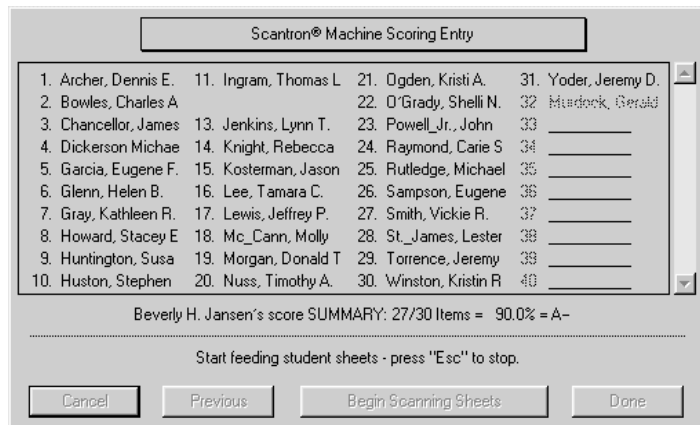 Scantron® Machine Scoring Entry
1. Archer, Dennis E. 11. Ingram, Thomas L 21. Ogden, Kristi A. 31. Yoder, Jeremy D.
2. Bowles, Charles A 22. O'Grady, Shelli N. 32 Murdock, Gerald
3. Chancellor, James 13. Jenkins, Lynn T. 23. Powell_Jr., John 33
4. Dickerson Michae 14. Knight, Rebecca 24. Raymond, Carie S 34
5. Garcia, Eugene F. 15. Kosterman, Jason 25. Rutledge, Michael 35
6. Glenn, Helen B. 16. Lee, Tamara C. 26. Sampson, Eugene 36
7. Gray, Kathleen R. 17. Lewis, Jeffrey P. 27. Smith, Vickie R. 37
8. Howard, Stacey E 18. Mc_Cann, Molly 28. St._James, Lester 38
9. Huntington, Susa 19. Morgan, Donald T 29. Torrence, Jeremy 39
10. Huston, Stephen 20. Nuss, Timothy A. 30. Winston, Kristin R 40
Beverly H. Jansen's score SUMMARY: 27/30 Items = 90.0% = A-
Start feeding student sheets - press "Esc" to stop.
Cancel Previous Begin Scanning Sheets Done